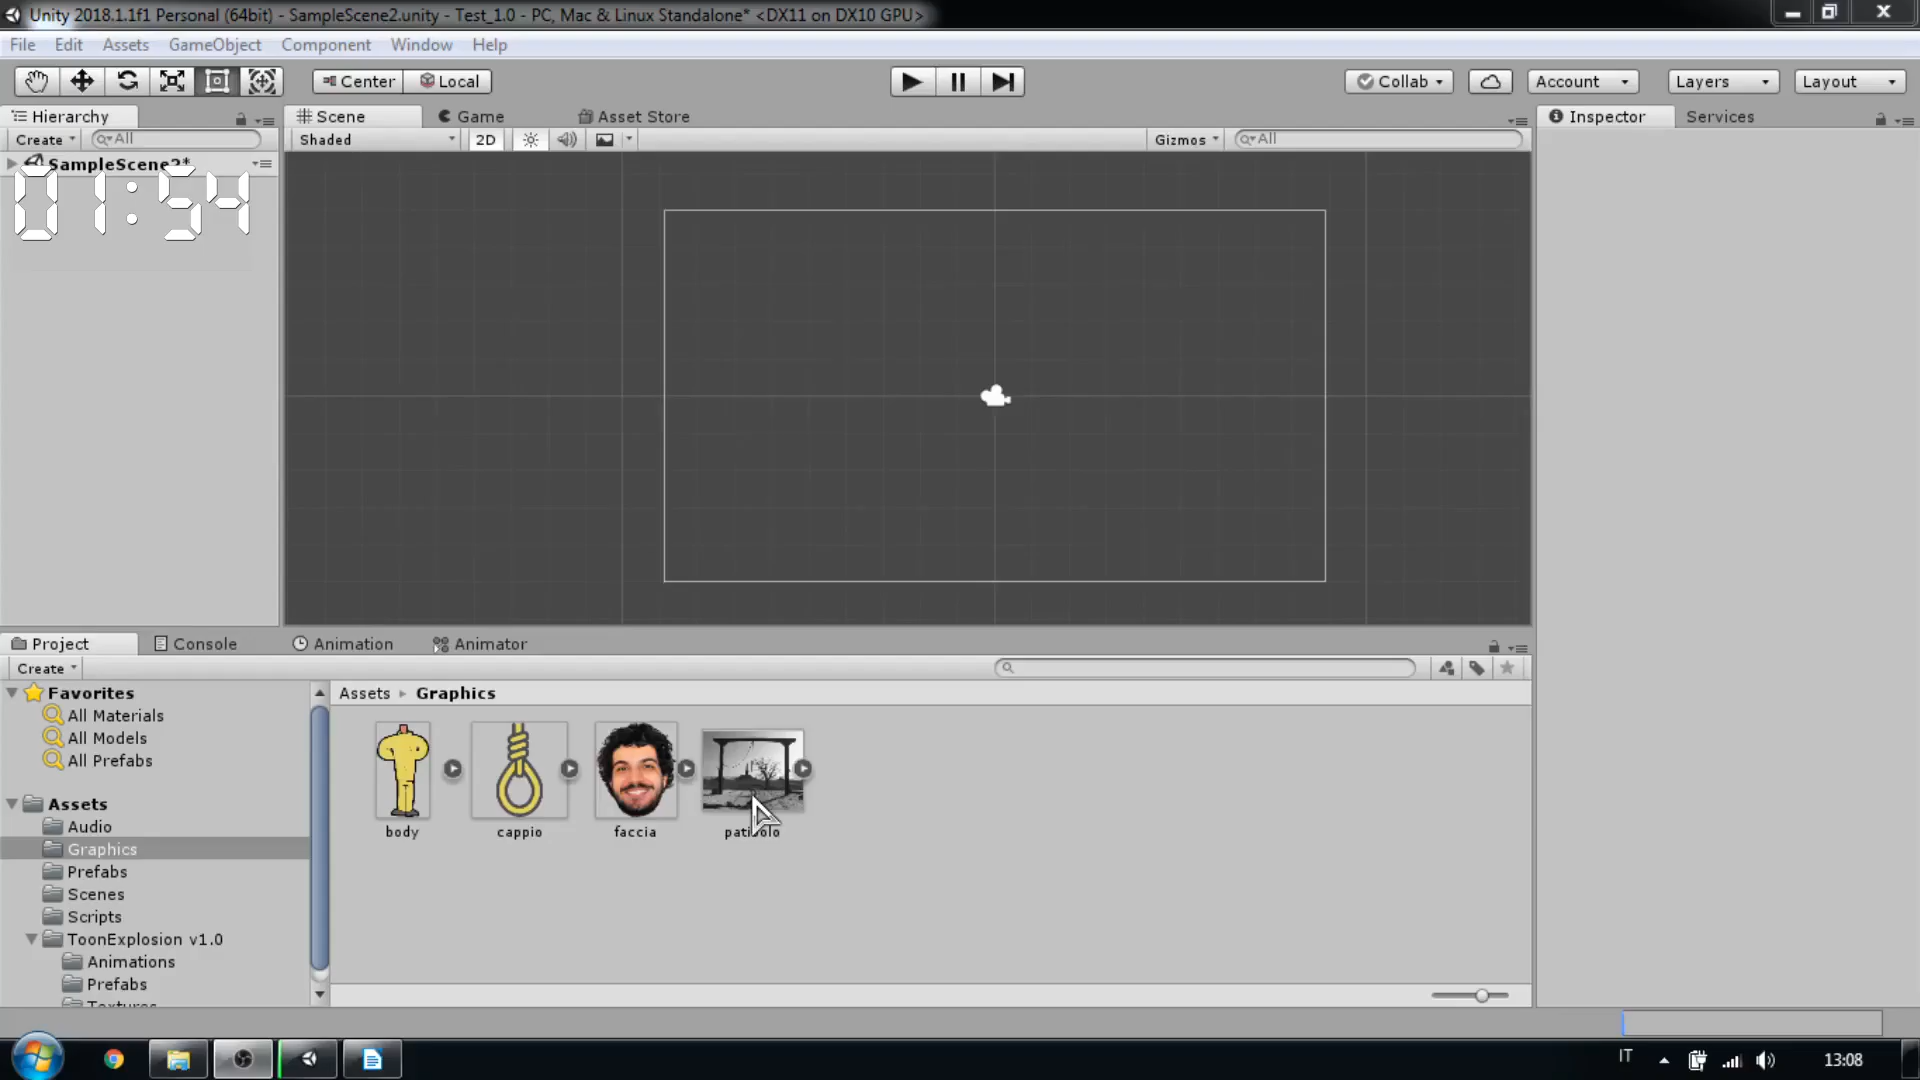 Unity 2018.1.1f1 Personal (64bit) - SampleScene2.unity - Test_1.0 - PC, Mac & Linux Standalone* <DX11 on DX10 GPU>
File Edit Assets GameObject Component Window Help
Center Local Collab Account Layers Layout
Hierarchy Scene Game Asset Store Inspector Services
Create All Shaded 2D Gizmos All
SampleScene2*
01:54
Project Console Animation Animator
Create
Favorites Assets Graphics
All Materials
All Models
All Prefabs
Assets
Audio
Graphics
Prefabs
Scenes
Scripts
ToonExplosion v1.0
Animations
Prefabs
Textures
body cappio faccia
IT 13:08